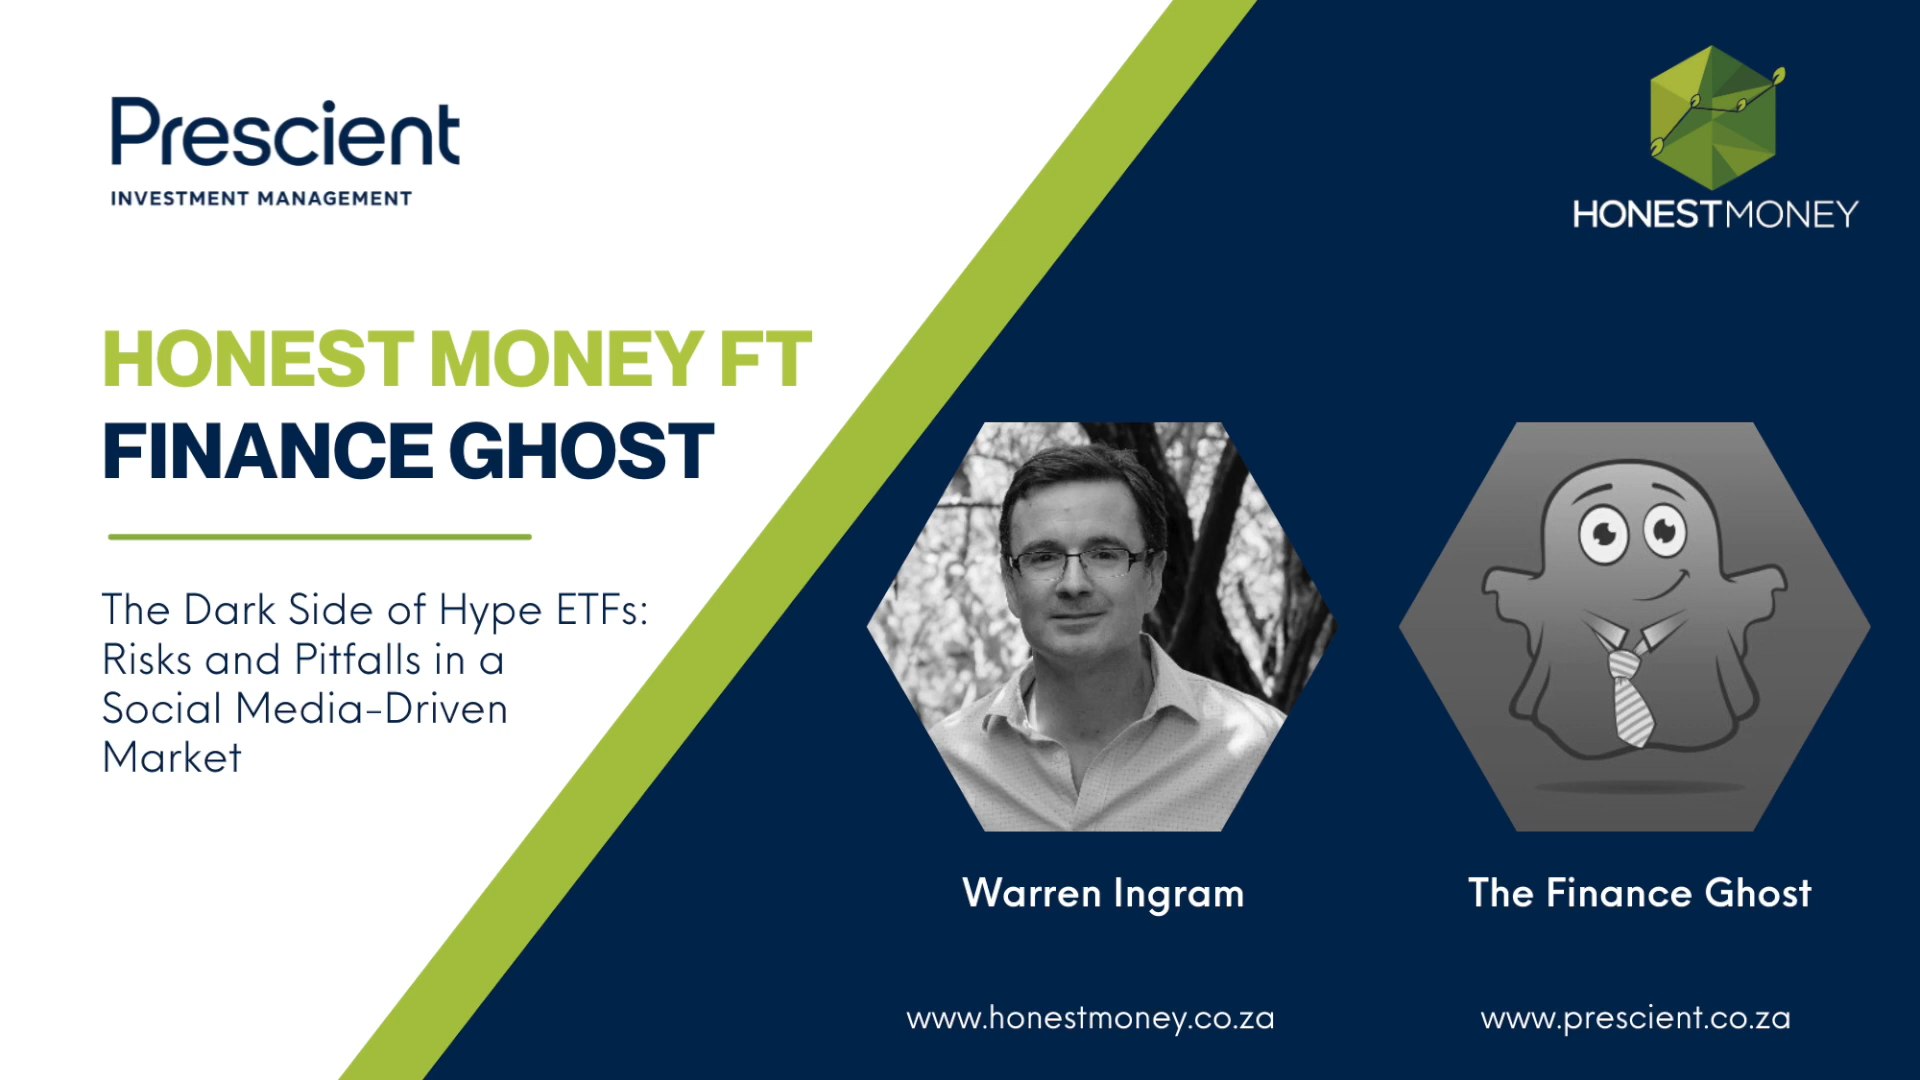 Prescient
INVESTMENT MANAGEMENT
HONESTMONEY
HONEST MONEY FT
FINANCE GHOST
The Dark Side of Hype ETFs:
Risks and Pitfalls in a
Social Media-Driven
Market
Warren Ingram
The Finance Ghost
www.honestmoney.co.za
www.prescient.co.za